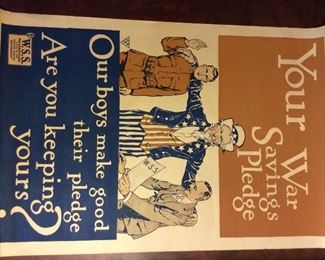 Your War
Savings
Pledge
W.S.S.
Our boys make good
their pledge
Are you keeping
yours?
W.S.S.